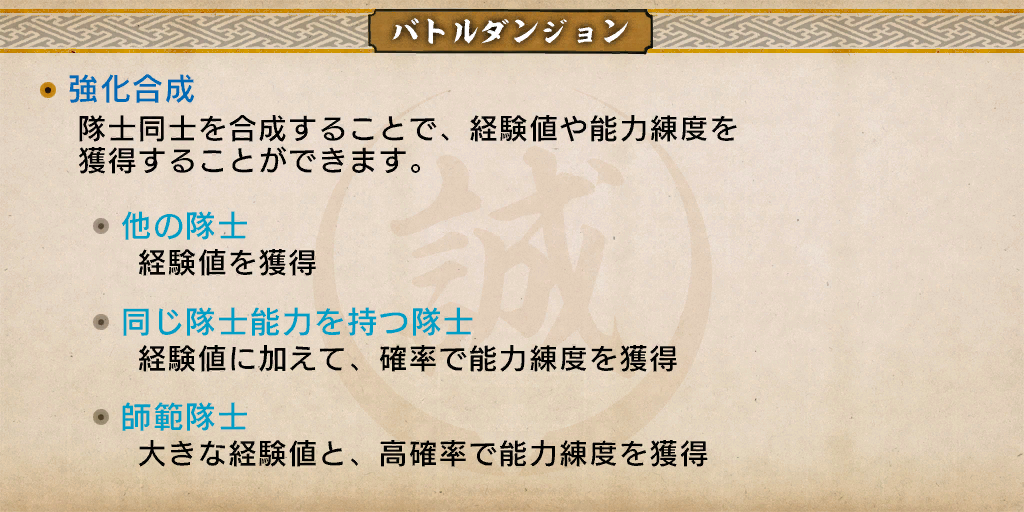 バトルダンジョン
強化合成
隊士同士を合成することで、経験値や能力練度を
獲得することができます。
誠
他の隊士
経験値を獲得
同じ隊士能力を持つ隊士
経験値に加えて、確率で能力練度を獲得
師範隊士
大きな経験値と、高確率で能力練度を獲得